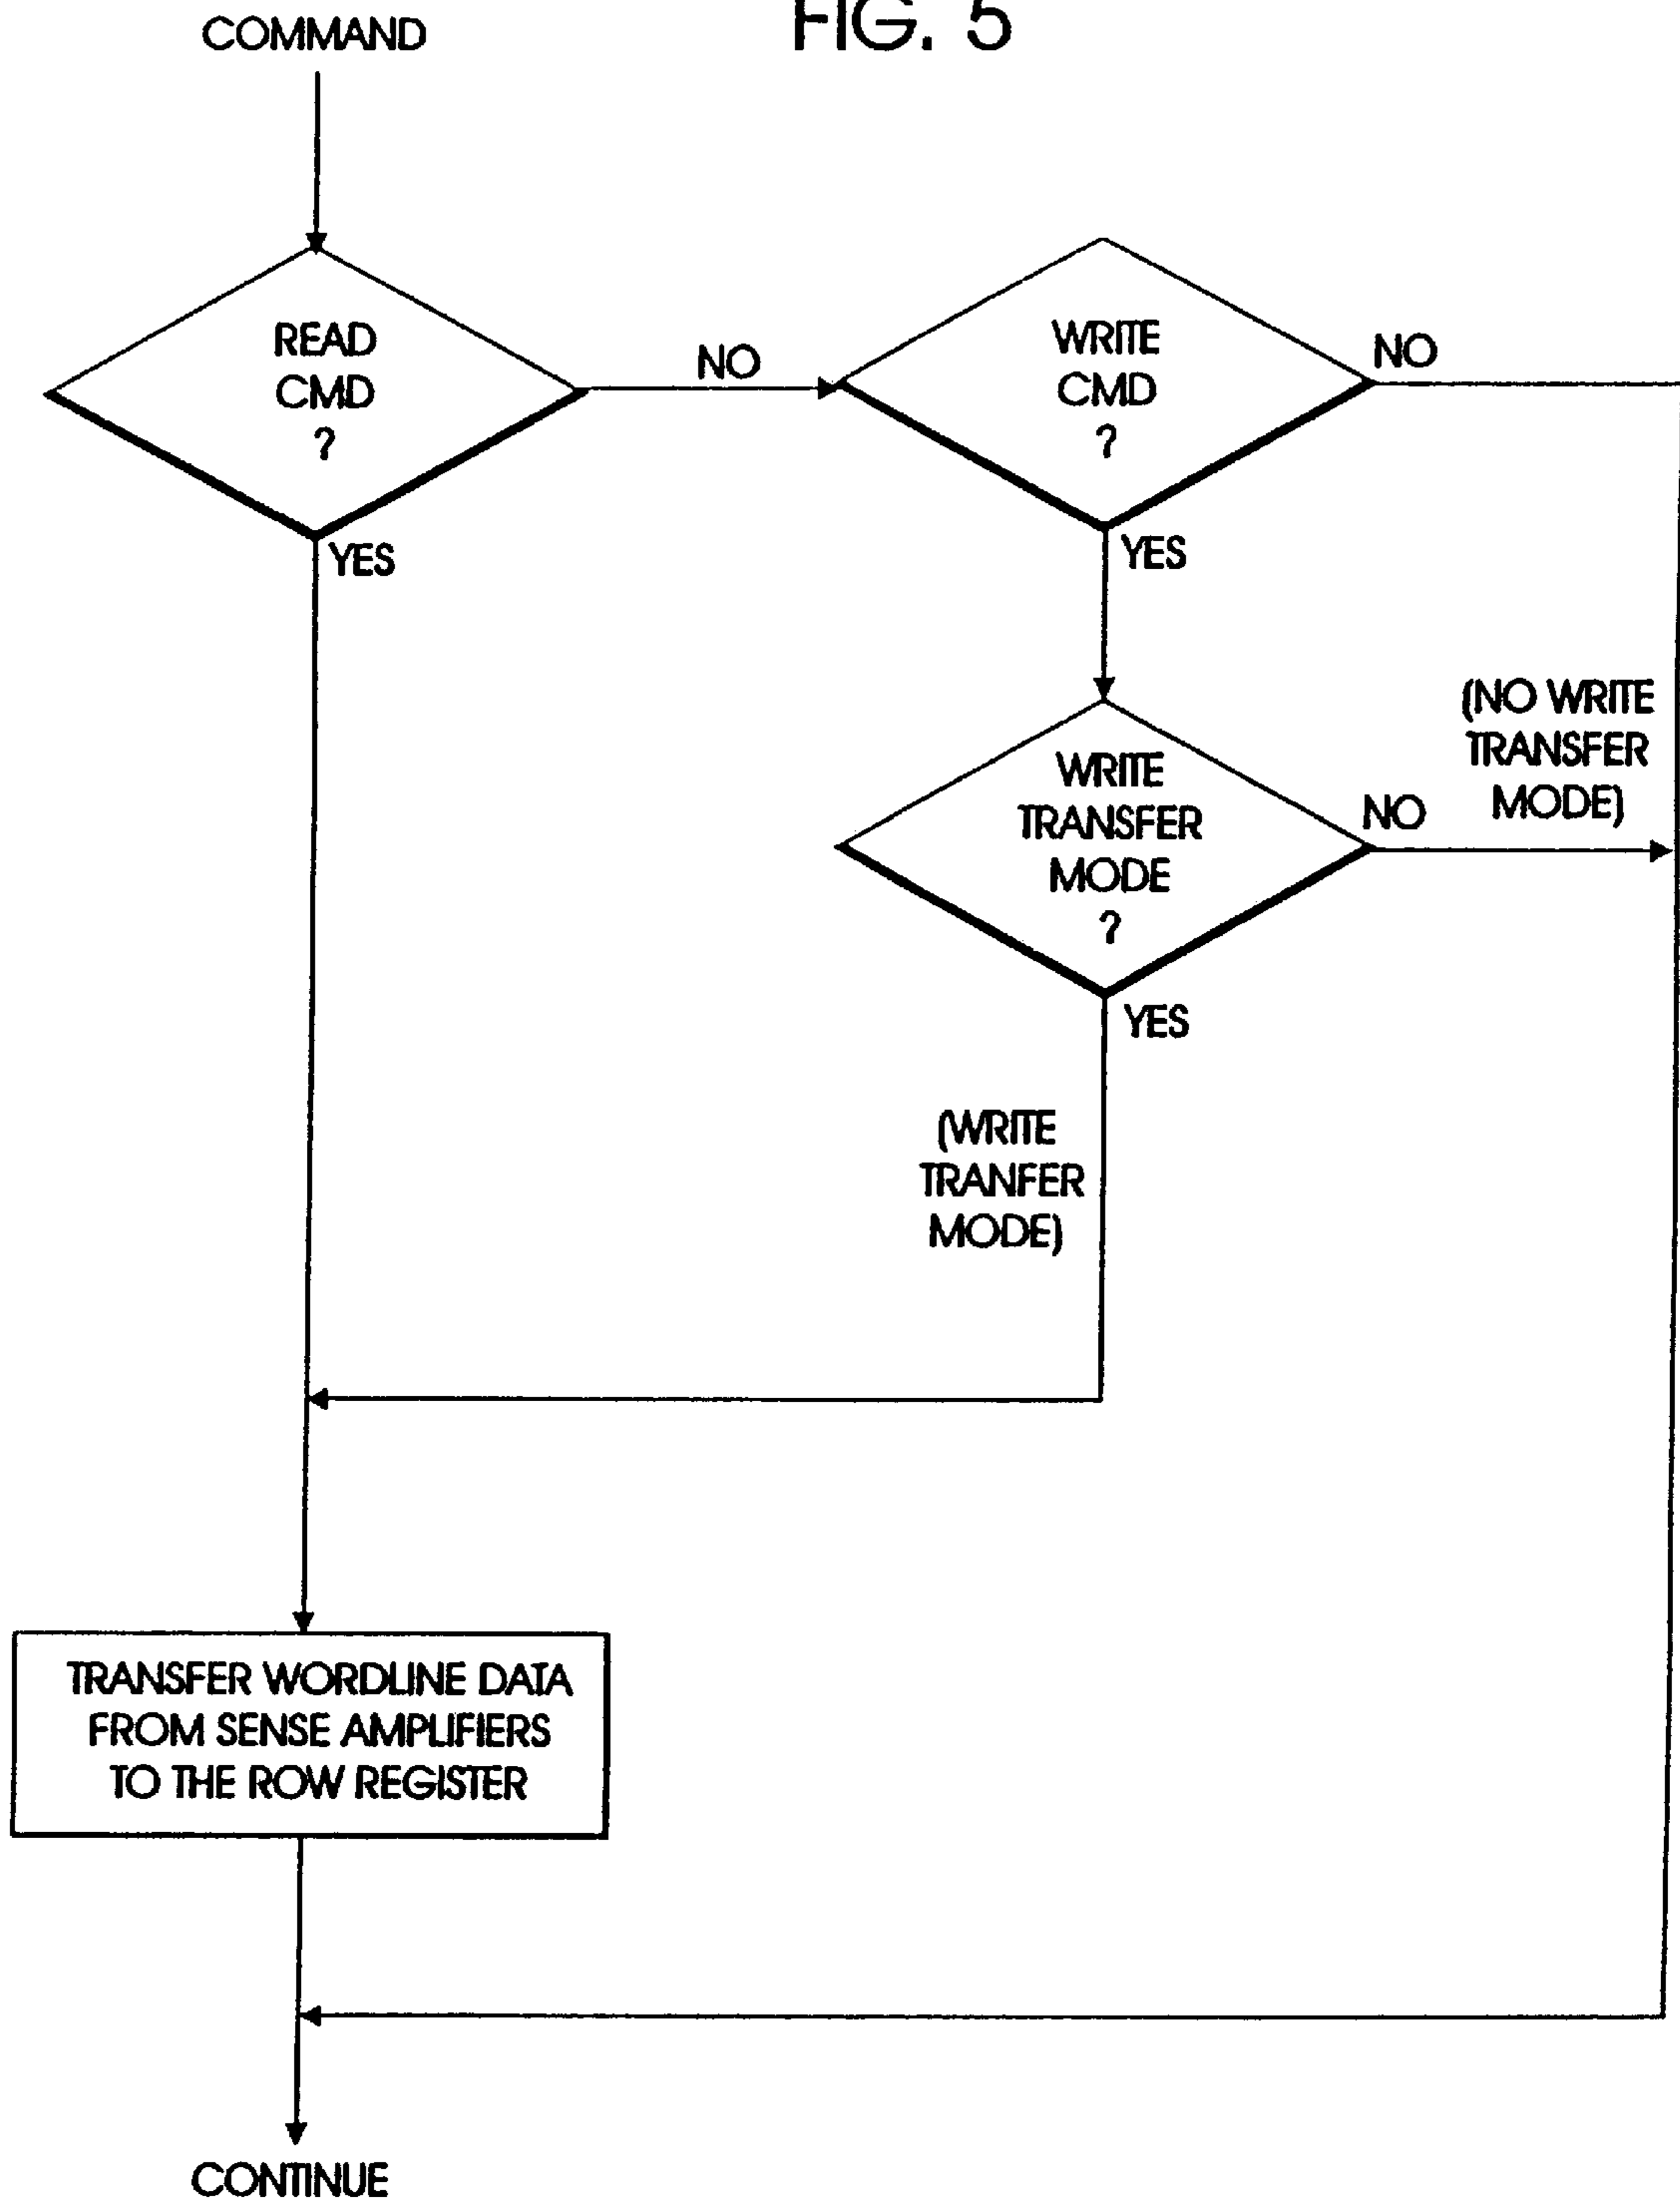 FIG. 5
COMMAND
READ
CMD
?
NO
WRITE
CMD
?
NO
YES
YES
WRITE
TRANSFER
MODE
?
NO
(NO WRITE
TRANSFER
MODE)
YES
(WRITE
TRANFER
MODE)
TRANSFER WORDLINE DATA
FROM SENSE AMPLIFIERS
TO THE ROW REGISTER
CONTINUE